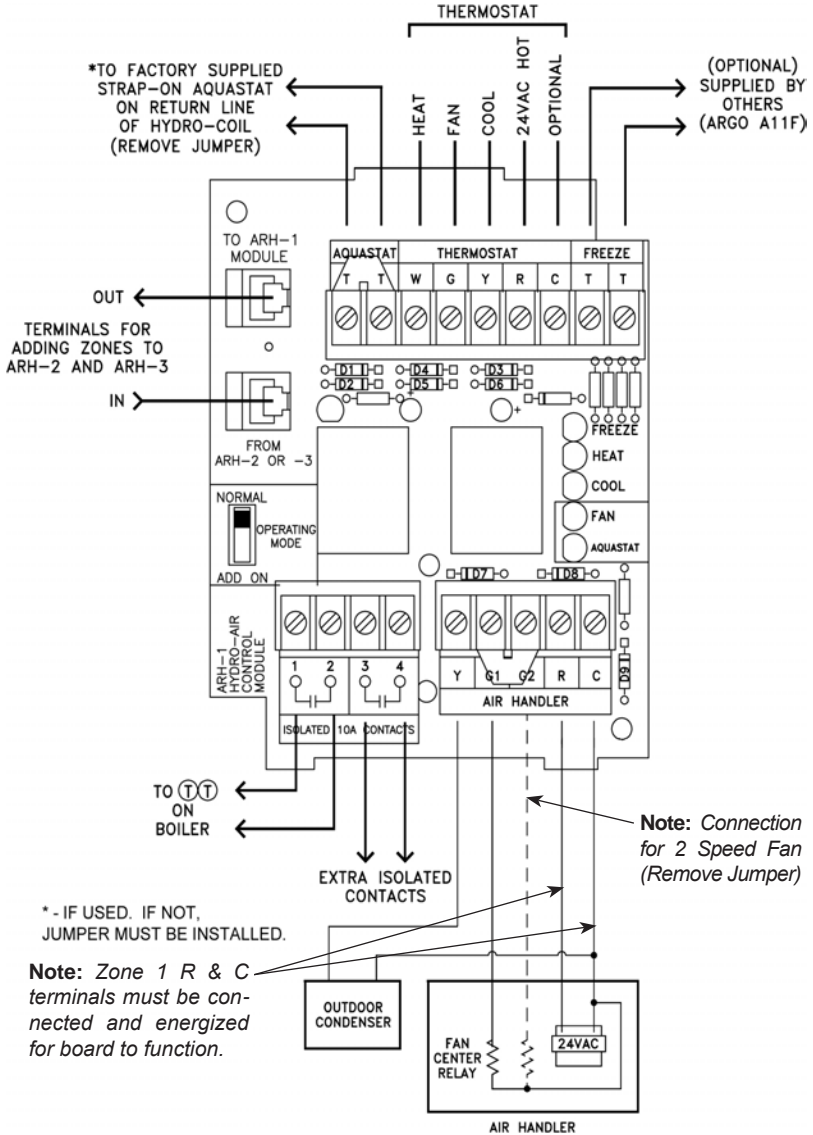 THERMOSTAT
*TO FACTORY SUPPLIED
STRAP-ON AQUASTAT
ON RETURN LINE
OF HYDRO-COIL
(REMOVE JUMPER)
HEAT
FAN
COOL
24VAC HOT
OPTIONAL
(OPTIONAL)
SUPPLIED BY
OTHERS
(ARGO A11F)
TO ARH-1
MODULE
AQUASTAT THERMOSTAT FREEZE
T T W G Y R C T T
OUT
TERMINALS FOR
ADDING ZONES TO
ARH-2 AND ARH-3
IN
FROM
ARH-2 OR -3
D1 D4 D3
D2 D5 D6
+ +
FREEZE
HEAT
COOL
FAN
AQUASTAT
NORMAL
OPERATING
MODE
ADD ON
D7 D8
D9
ARH-1
HYDRO-AIR
CONTROL
MODULE
1 2 3 4
ISOLATED 10A CONTACTS
Y G1 G2 R C
AIR HANDLER
TO T T
ON
BOILER
EXTRA ISOLATED
CONTACTS
Note: Connection
for 2 Speed Fan
(Remove Jumper)
* - IF USED. IF NOT,
JUMPER MUST BE INSTALLED.
Note: Zone 1 R & C
terminals must be con-
nected and energized
for board to function.
OUTDOOR
CONDENSER
FAN
CENTER
RELAY
24VAC
AIR HANDLER